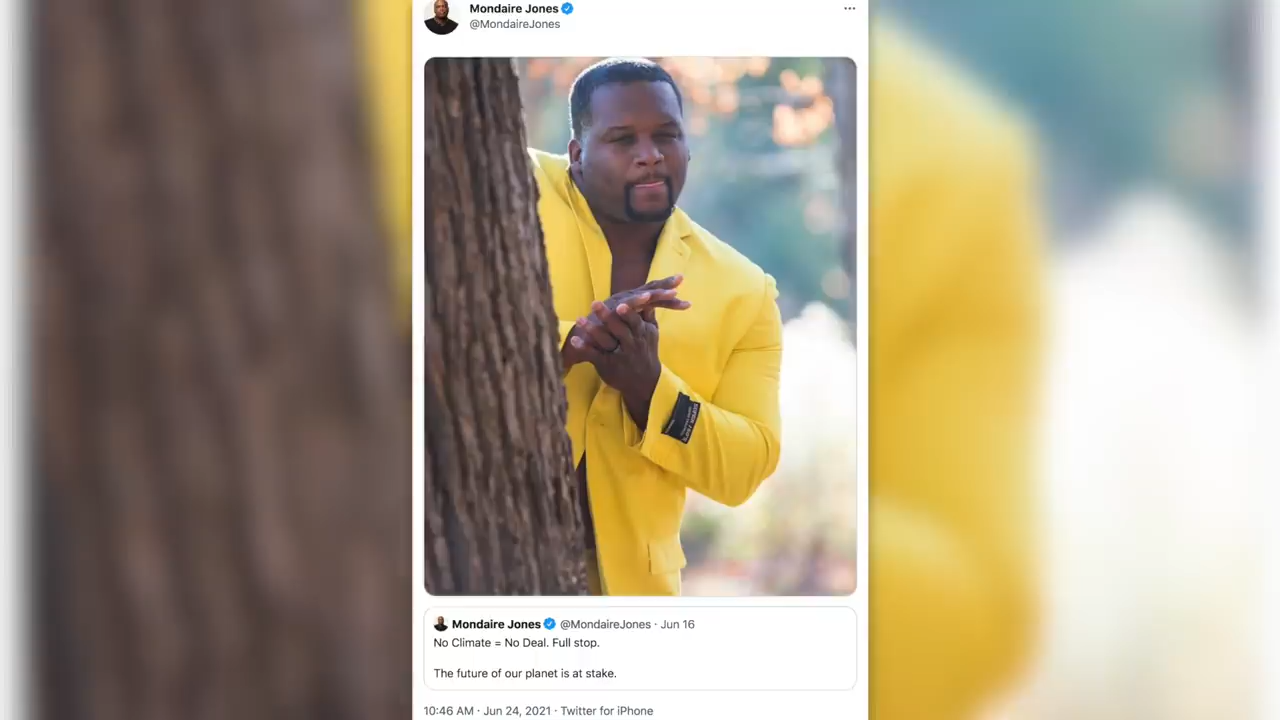 Mondaire Jones
@MondaireJones
Mondaire Jones @MondaireJones · Jun 16
No Climate = No Deal. Full stop.
The future of our planet is at stake.
10:46 AM · Jun 24, 2021 · Twitter for iPhone